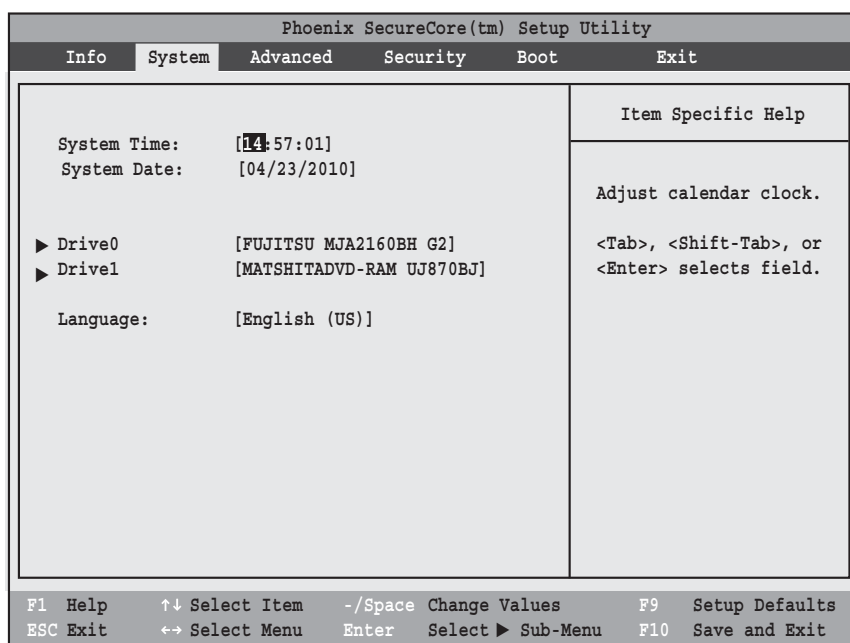 Phoenix SecureCore(tm) Setup Utility
Info System Advanced Security Boot Exit
Item Specific Help
System Time: [14:57:01]
System Date: [04/23/2010]
Adjust calendar clock.
▶ Drive0 [FUJITSU MJA2160BH G2]
<Tab>, <Shift-Tab>, or
▶ Drive1 [MATSHITADVD-RAM UJ870BJ]
<Enter> selects field.
Language: [English (US)]
F1 Help ↑↓ Select Item -/Space Change Values F9 Setup Defaults
ESC Exit ←→ Select Menu Enter Select ▶ Sub-Menu F10 Save and Exit